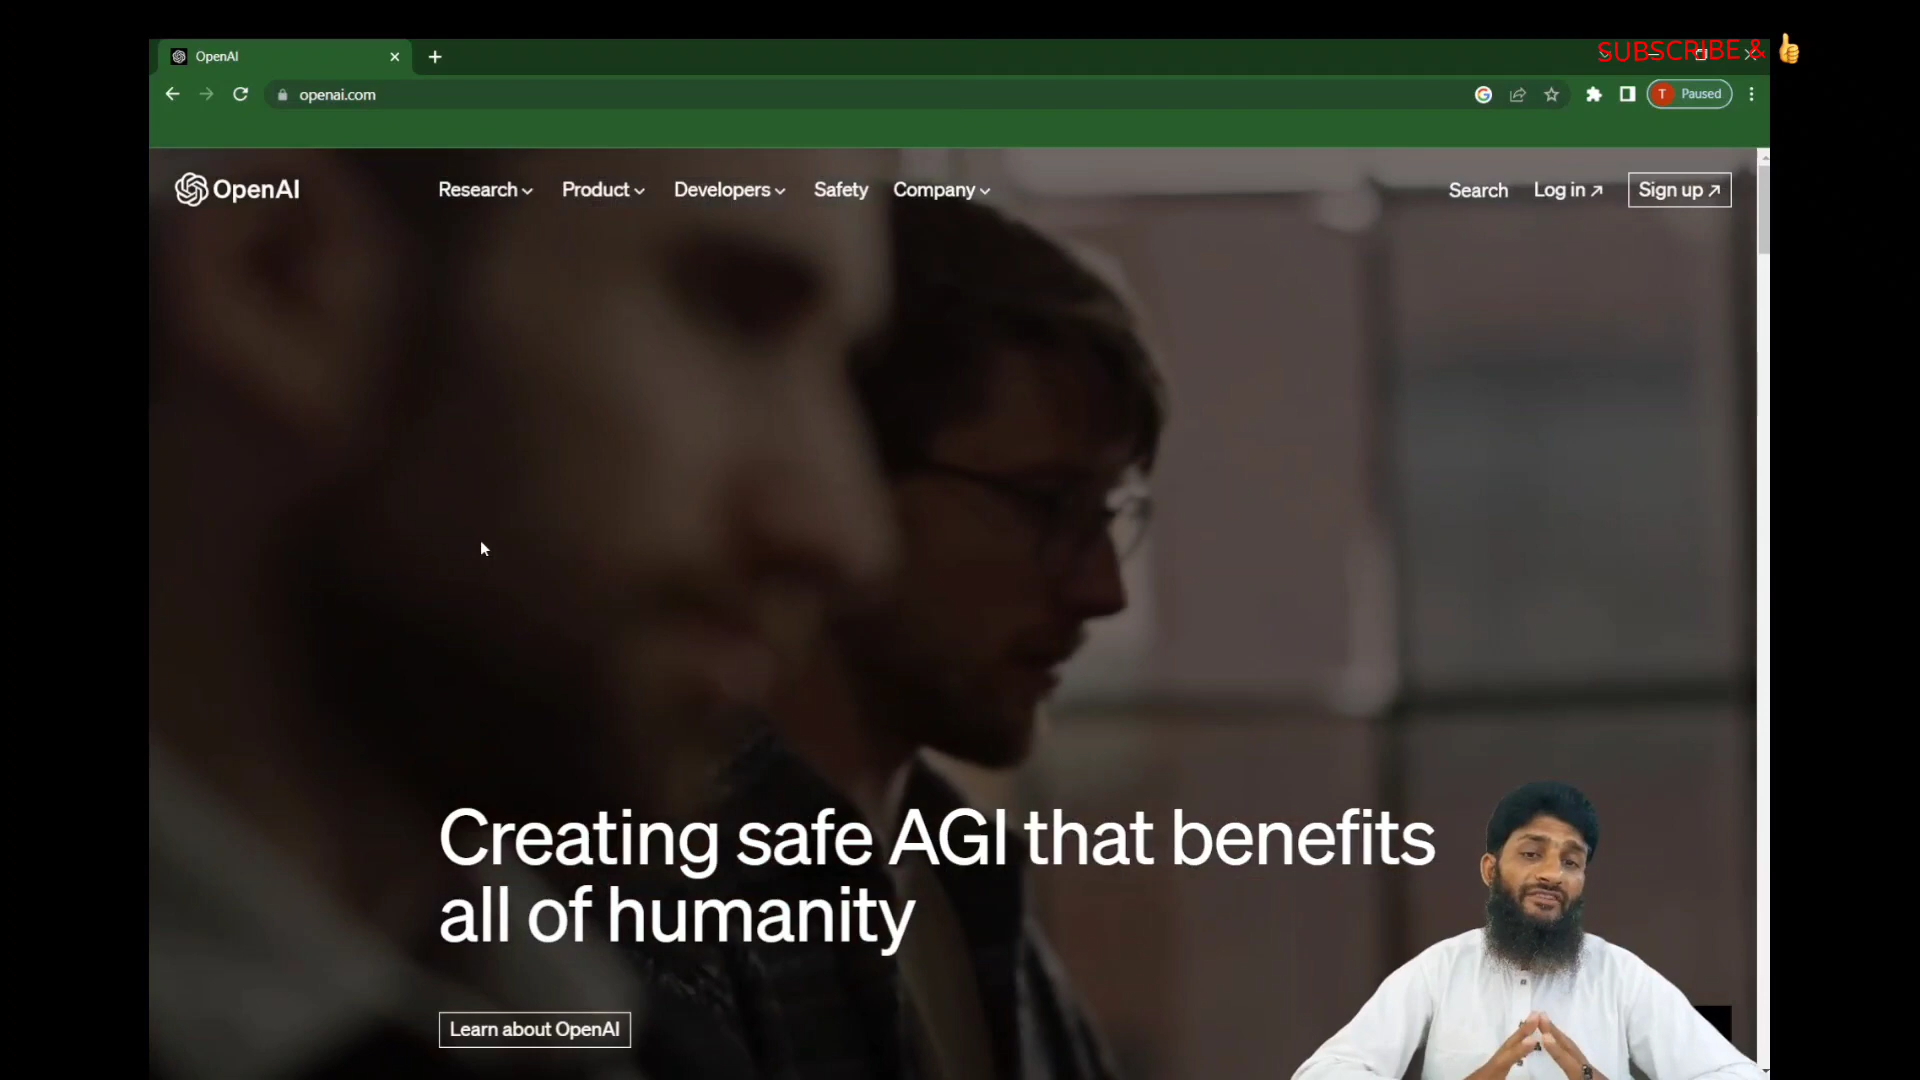 OpenAI
SUBSCRIBE & 👍
openai.com
T Paused
OpenAI
Research
Product
Developers
Safety
Company
Search
Log in ↗
Sign up ↗
Creating safe AGI that benefits
all of humanity
Learn about OpenAI